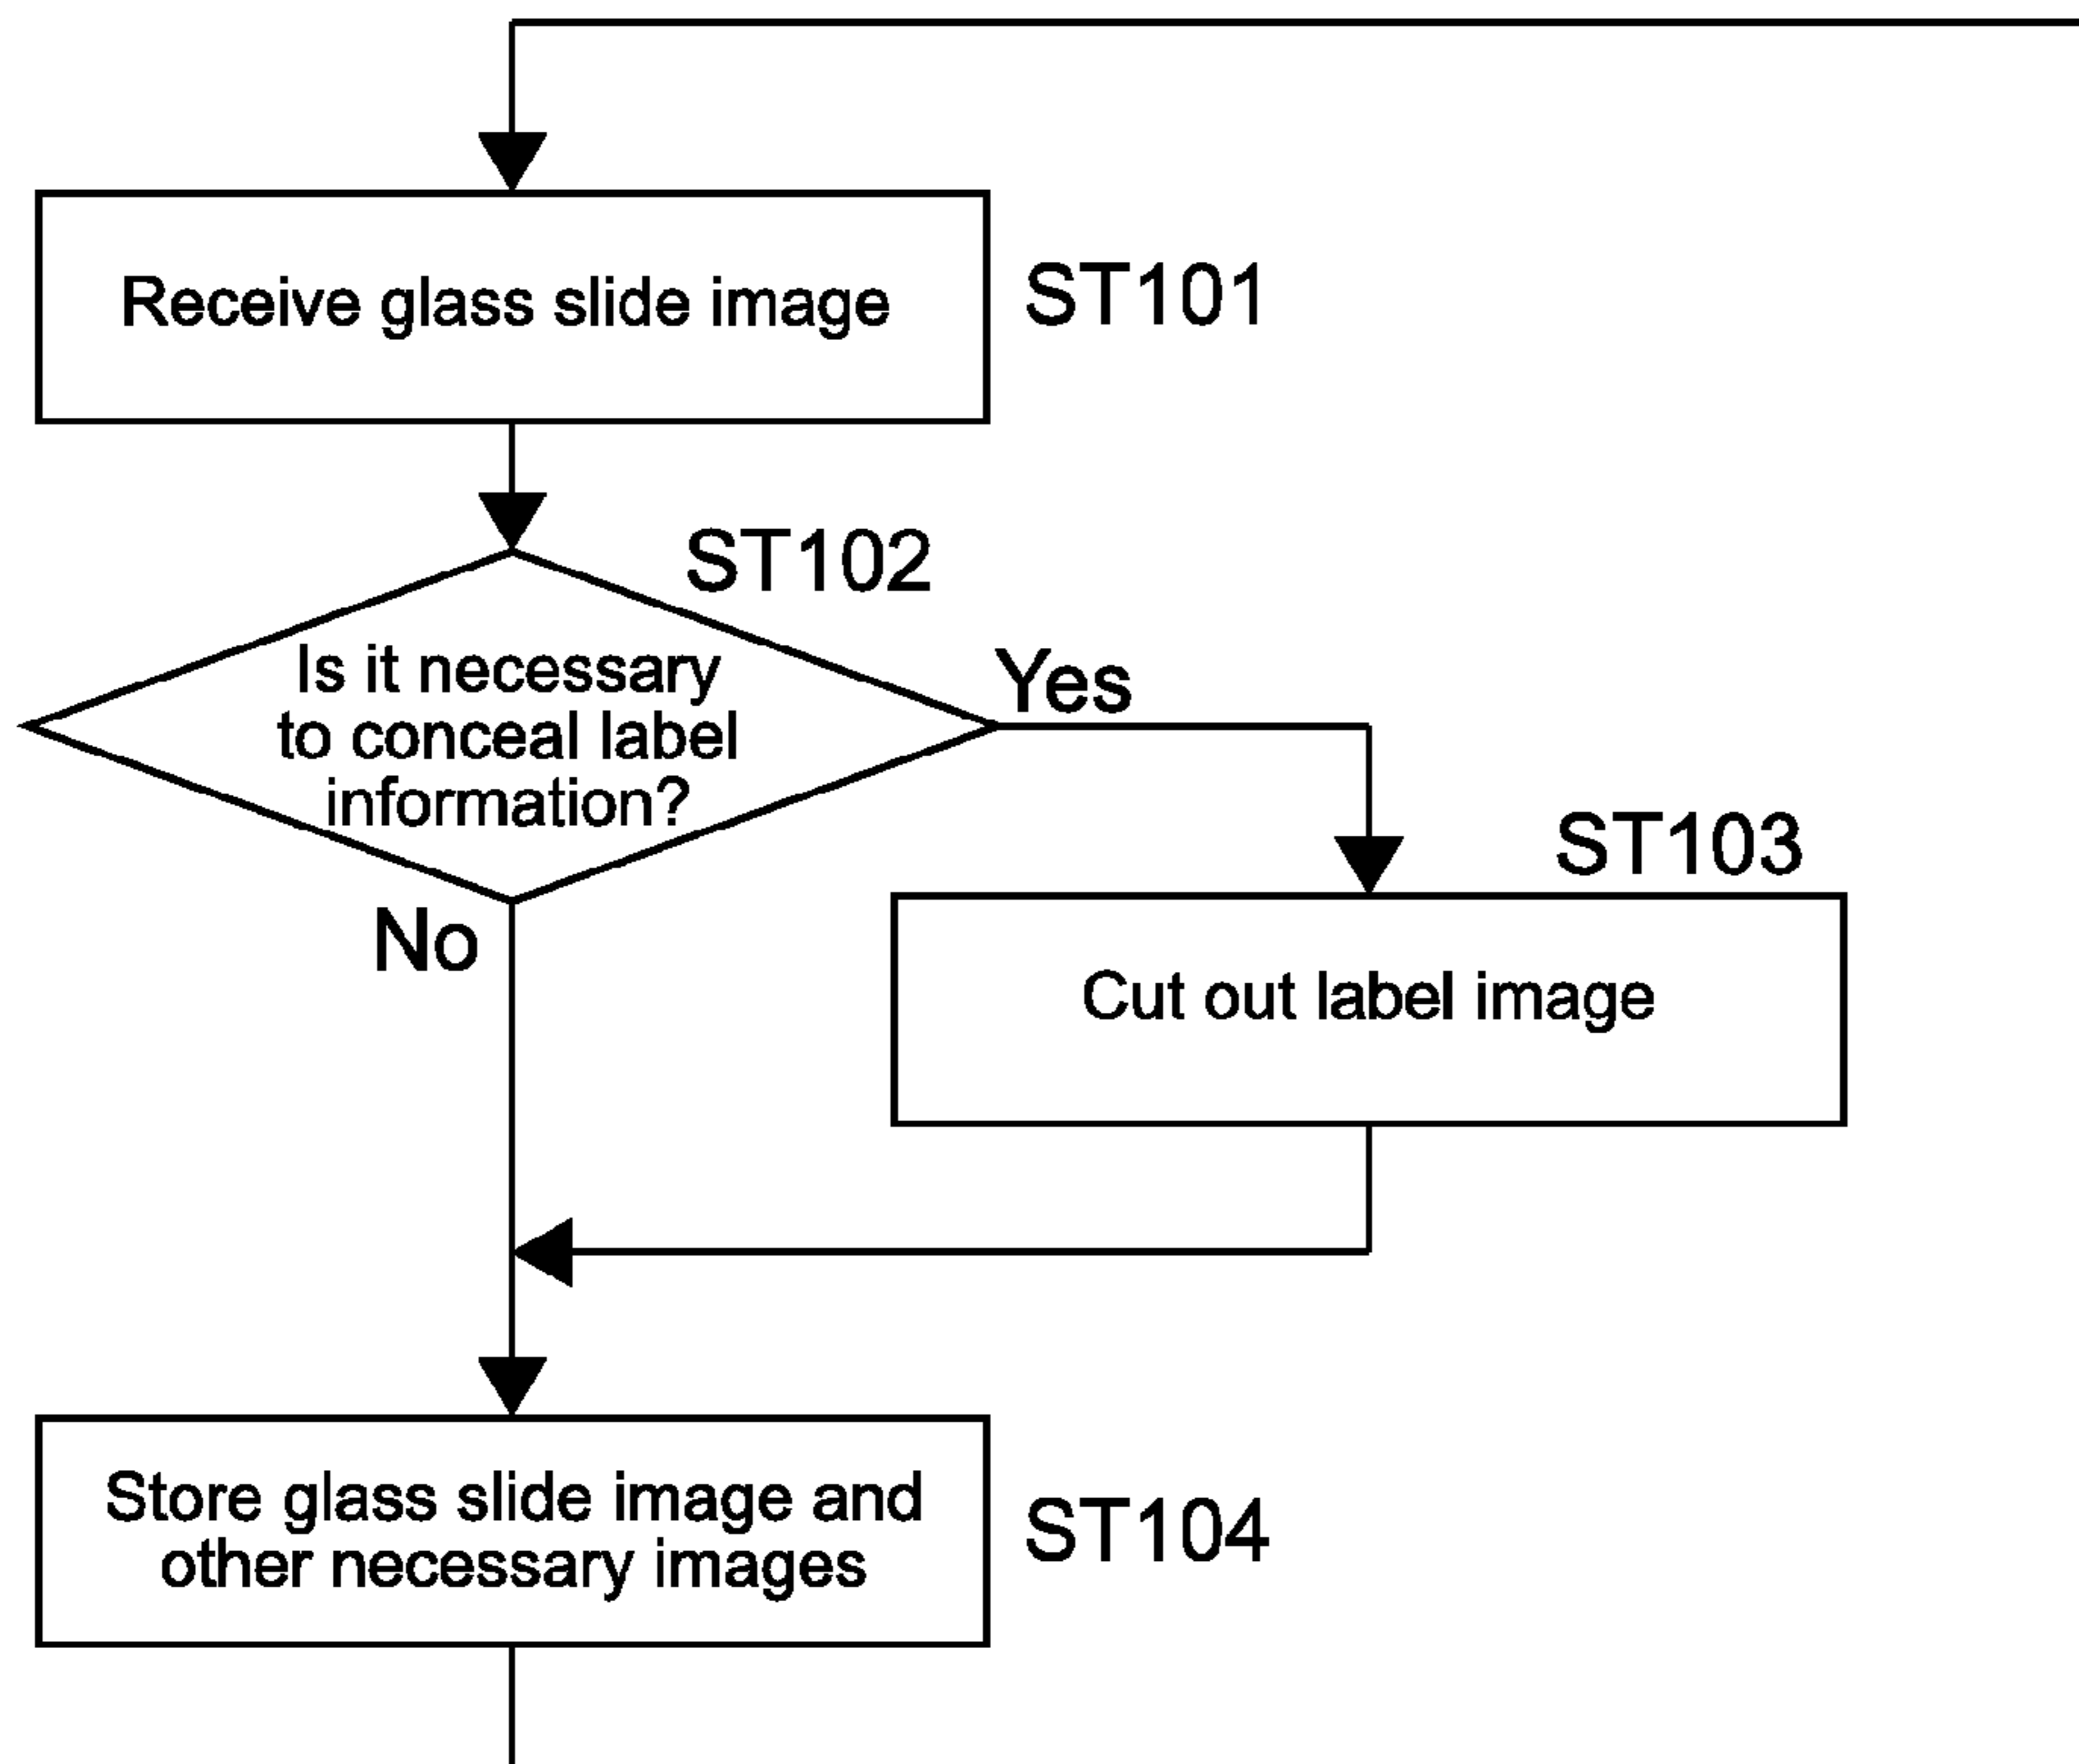 Receive glass slide image
ST101
ST102
Is it necessary
to conceal label
information?
Yes
No
ST103
Cut out label image
Store glass slide image and
other necessary images
ST104